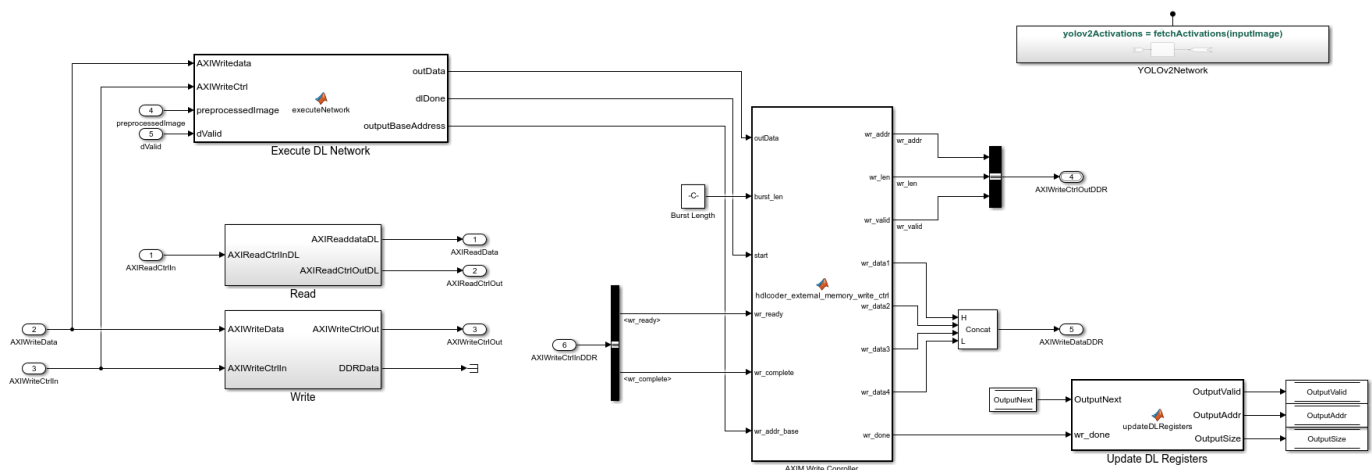 yolov2Activations = fetchActivations(inputImage)
YOLOv2Network
AXIWritedata
AXIWriteCtrl
preprocessedImage
dValid
executeNetwork
outData
dlDone
outputBaseAddress
Execute DL Network
4
preprocessedImage
5
dValid
1
AXIReadCtrlIn
AXIReadCtrlInDL
AXIReaddataDL
AXIReadCtrlOutDL
Read
1
AXIReadData
2
AXIReadCtrlOut
2
AXIWriteData
3
AXIWriteCtrlIn
AXIWriteData
AXIWriteCtrlIn
AXIWriteCtrlOut
DDRData
Write
3
AXIWriteCtrlOut
6
AXIWriteCtrlInDDR
<wr_ready>
<wr_complete>
-C-
Burst Length
outData
burst_len
start
wr_ready
wr_complete
wr_addr_base
hdlcoder_external_memory_write_ctrl
wr_addr
wr_len
wr_valid
wr_data1
wr_data2
wr_data3
wr_data4
wr_done
AXIM Write Conroller
wr_addr
wr_len
wr_valid
4
AXIWriteCtrlOutDDR
H
Concat
L
5
AXIWriteDataDDR
OutputNext
OutputNext
wr_done
updateDLRegisters
OutputValid
OutputAddr
OutputSize
Update DL Registers
OutputValid
OutputAddr
OutputSize